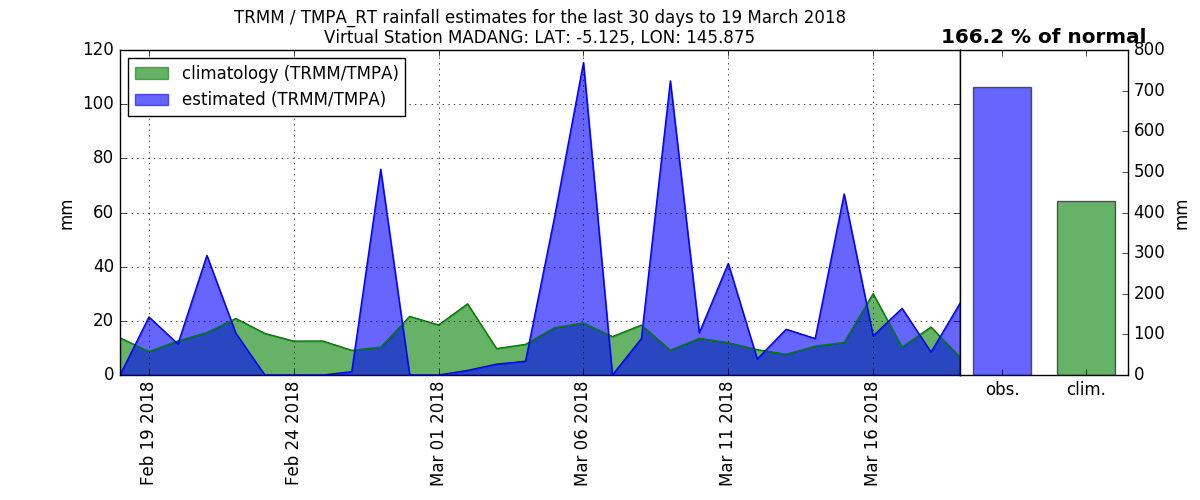 TRMM / TMPA_RT rainfall estimates for the last 30 days to 19 March 2018
Virtual Station MADANG: LAT: -5.125, LON: 145.875
166.2 % of normal
climatology (TRMM/TMPA)
estimated (TRMM/TMPA)
120
100
80
60
40
20
0
mm
Feb 19 2018
Feb 24 2018
Mar 01 2018
Mar 06 2018
Mar 11 2018
Mar 16 2018
obs.
clim.
800
700
600
500
400
300
200
100
0
mm